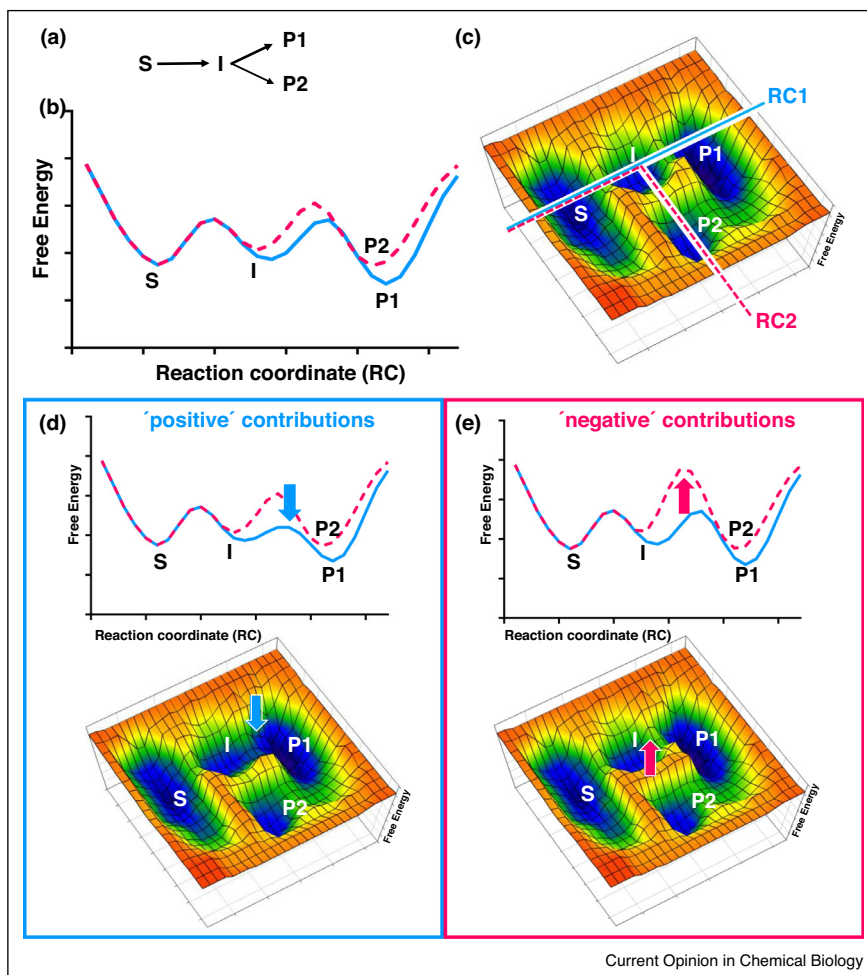 (a)
P1
S I
P2
(b)
Free Energy
S
I
P2
P1
Reaction coordinate (RC)
(c)
RC1
I
P1
S
P2
RC2
Free Energy
(d)
´positive´ contributions
Free Energy
S
I
P2
P1
Reaction coordinate (RC)
I
P1
S
P2
Free Energy
(e)
´negative´ contributions
Free Energy
S
I
P2
P1
Reaction coordinate (RC)
I
P1
S
P2
Free Energy
Current Opinion in Chemical Biology